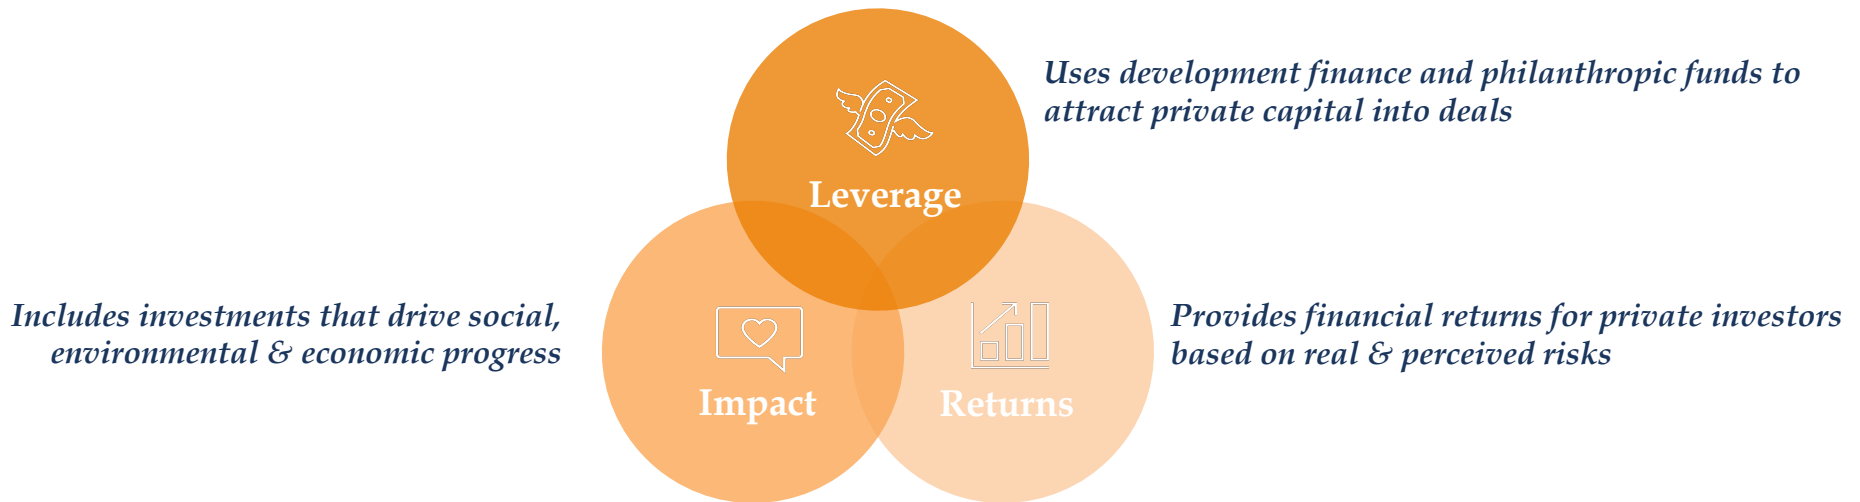 Uses development finance and philanthropic funds to
attract private capital into deals
Leverage
Includes investments that drive social,
environmental & economic progress
Impact
Returns
Provides financial returns for private investors
based on real & perceived risks